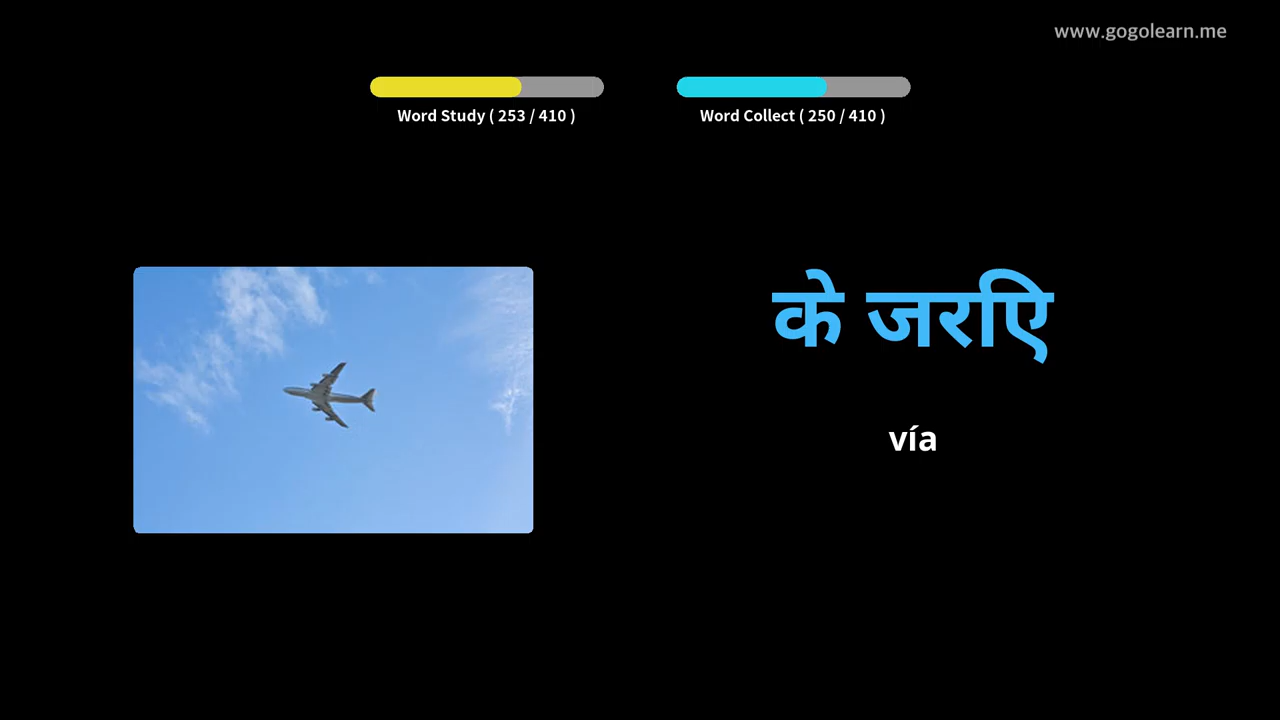 www.gogolearn.me
Word Study ( 253 / 410 )
Word Collect ( 250 / 410 )
के जरिए
vía